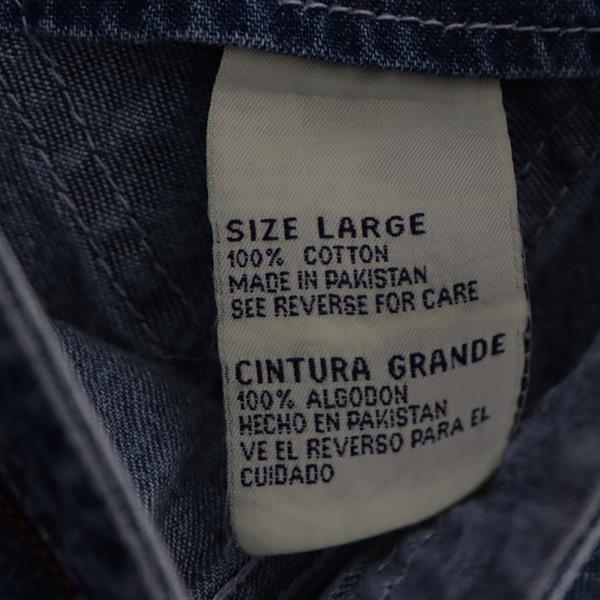 SIZE LARGE
100% COTTON
MADE IN PAKISTAN
SEE REVERSE FOR CARE
CINTURA GRANDE
100% ALGODON
HECHO EN PAKISTAN
VE EL REVERSO PARA EL
CUIDADO